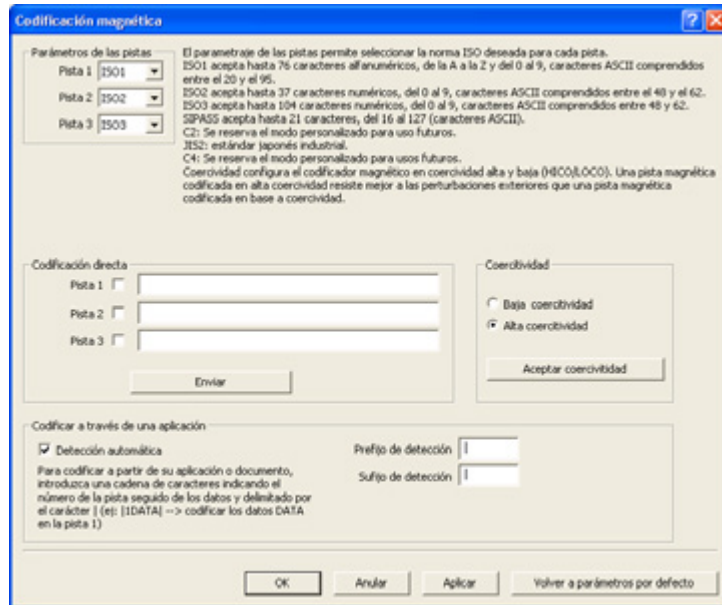 Codificación magnética
Parámetros de las pistas
Pista 1 ISO1
Pista 2 ISO2
Pista 3 ISO3
El parametraje de las pistas permite seleccionar la norma ISO deseada para cada pista.
ISO1 acepta hasta 76 caracteres alfanuméricos, de la A a la Z y del 0 al 9, caracteres ASCII comprendidos
entre el 20 y el 95.
ISO2 acepta hasta 37 caracteres numéricos, del 0 al 9, caracteres ASCII comprendidos entre el 48 y el 62.
ISO3 acepta hasta 104 caracteres numéricos, del 0 al 9, caracteres ASCII comprendidos entre 48 y 62.
SIPASS acepta hasta 21 caracteres, del 16 al 127 (caracteres ASCII).
C2: Se reserva el modo personalizado para uso futuros.
JIS2: estándar japonés industrial.
C4: Se reserva el modo personalizado para usos futuros.
Coercividad configura el codificador magnético en coercividad alta y baja (HICO/LOCO). Una pista magnética
codificada en alta coercividad resiste mejor a las perturbaciones exteriores que una pista magnética
codificada en base a coercividad.
Codificación directa
Pista 1
Pista 2
Pista 3
Enviar
Coercitividad
Baja coercitividad
Alta coercitividad
Aceptar coercivitidad
Codificar a través de una aplicación
Detección automática
Para codificar a partir de su aplicación o documento,
introduzca una cadena de caracteres indicando el
número de la pista seguido de los datos y delimitado por
el carácter | (ej: |1DATA| --> codificar los datos DATA
en la pista 1)
Prefijo de detección |
Sufijo de detección |
OK
Anular
Aplicar
Volver a parámetros por defecto